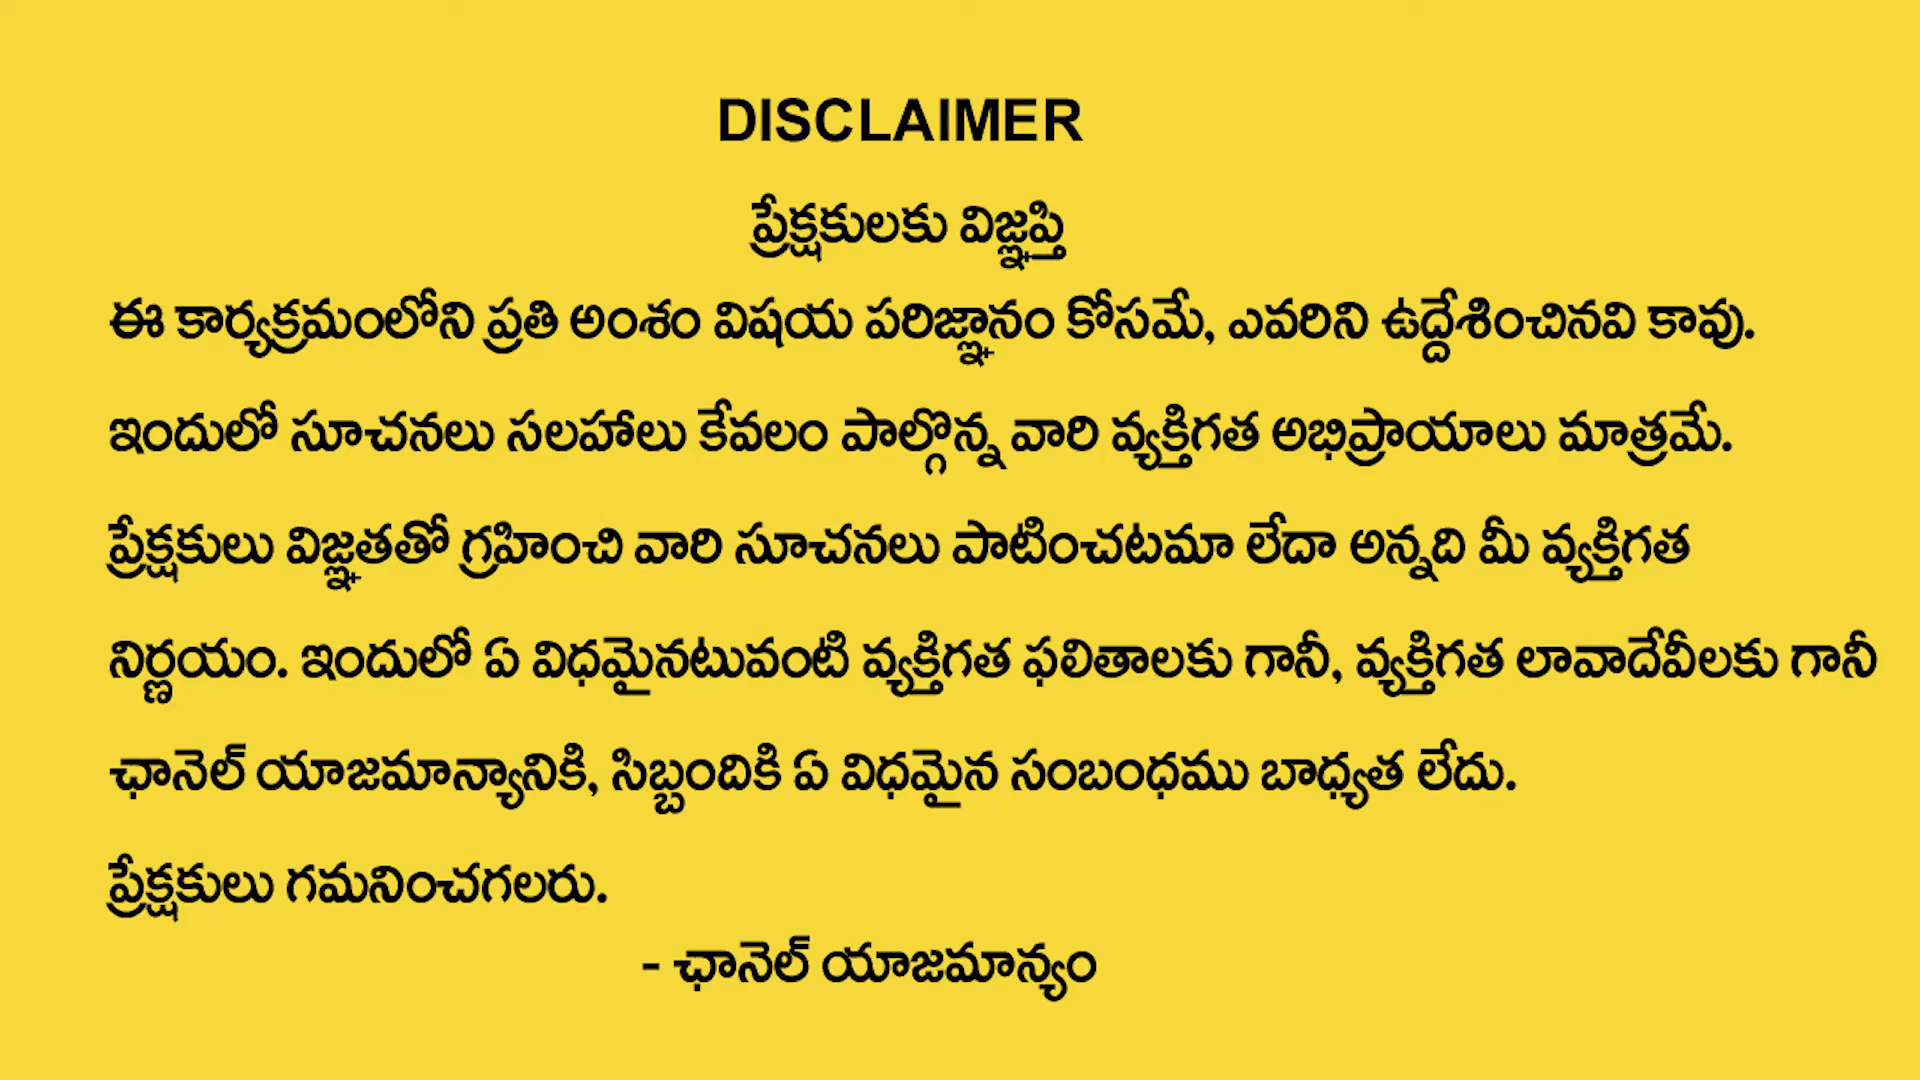 DISCLAIMER
ప్రేక్షకులకు విజ్ఞప్తి
ఈ కార్యక్రమంలోని ప్రతి అంశం విషయ పరిజ్ఞానం కోసమే, ఎవరిని ఉద్దేశించినవి కావు.
ఇందులో సూచనలు సలహాలు కేవలం పాల్గొన్న వారి వ్యక్తిగత అభిప్రాయాలు మాత్రమే.
ప్రేక్షకులు విజ్ఞతతో గ్రహించి వారి సూచనలు పాటించటమా లేదా అన్నది మీ వ్యక్తిగత
నిర్ణయం. ఇందులో ఏ విధమైనటువంటి వ్యక్తిగత ఫలితాలకు గానీ, వ్యక్తిగత లావాదేవీలకు గానీ
ఛానెల్ యాజమాన్యానికి, సిబ్బందికి ఏ విధమైన సంబంధము బాధ్యత లేదు.
ప్రేక్షకులు గమనించగలరు.
- ఛానెల్ యాజమాన్యం